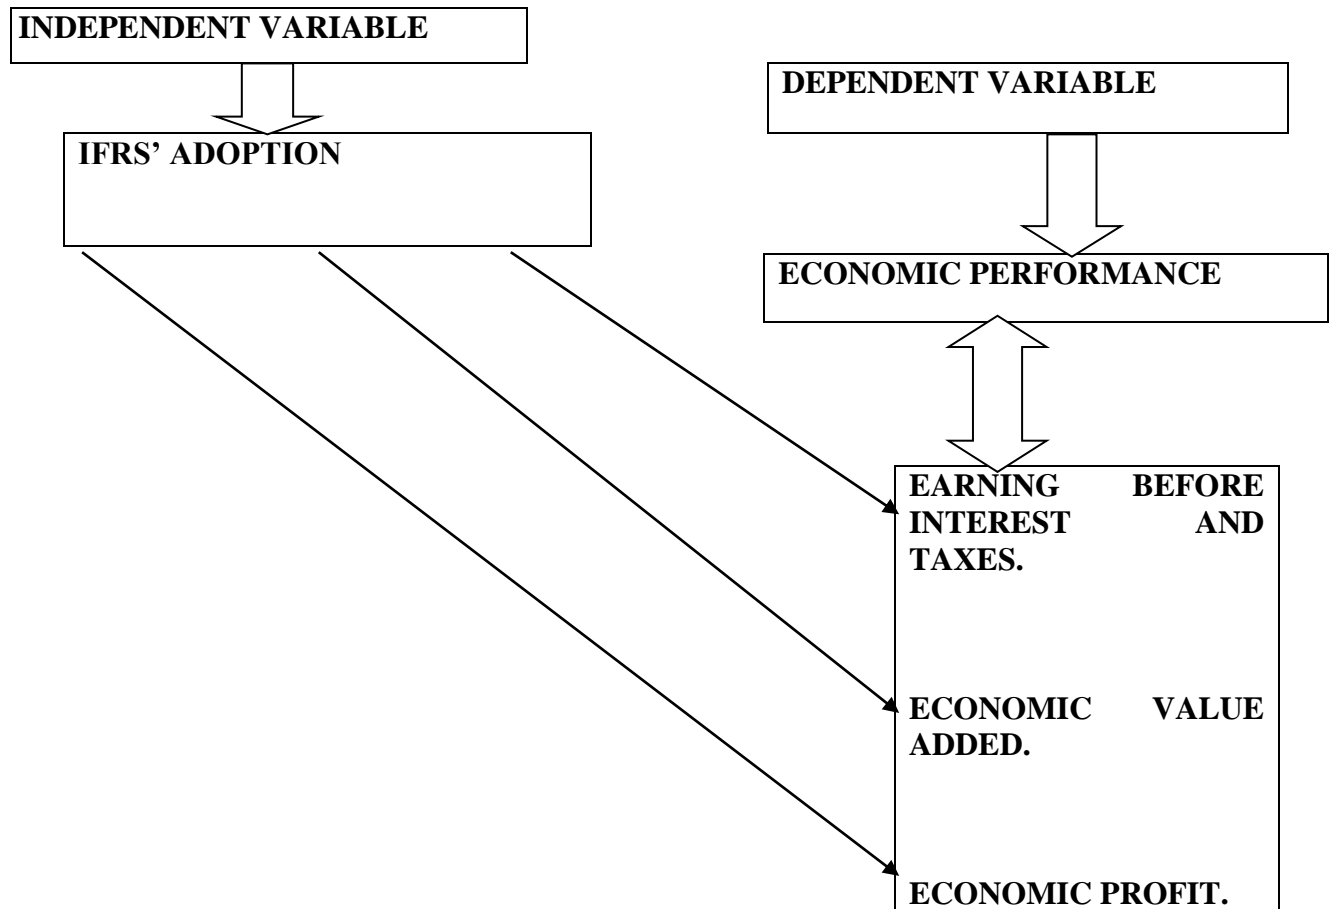 INDEPENDENT VARIABLE
DEPENDENT VARIABLE
IFRS’ ADOPTION
ECONOMIC PERFORMANCE
EARNING BEFORE
INTEREST AND
TAXES.
ECONOMIC VALUE
ADDED.
ECONOMIC PROFIT.